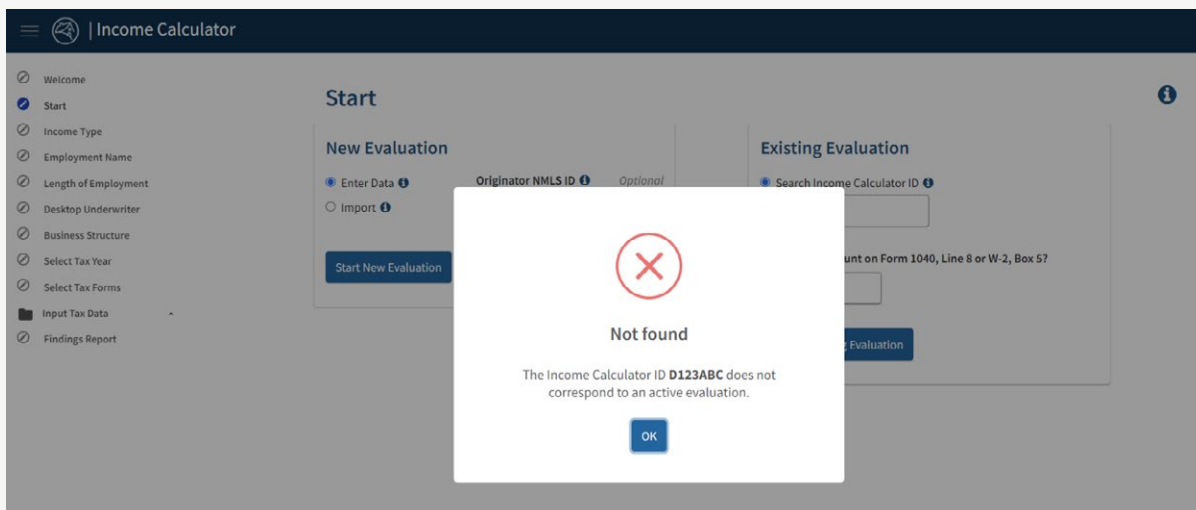 | Income Calculator
Welcome
Start
Income Type
Employment Name
Length of Employment
Desktop Underwriter
Business Structure
Select Tax Year
Select Tax Forms
Input Tax Data
Findings Report
Start
New Evaluation
Enter Data
Originator NMLS ID
Optional
Import
Start New Evaluation
Existing Evaluation
Search Income Calculator ID
unt on Form 1040, Line 8 or W-2, Box 5?
Evaluation
Not found
The Income Calculator ID D123ABC does not
correspond to an active evaluation.
OK